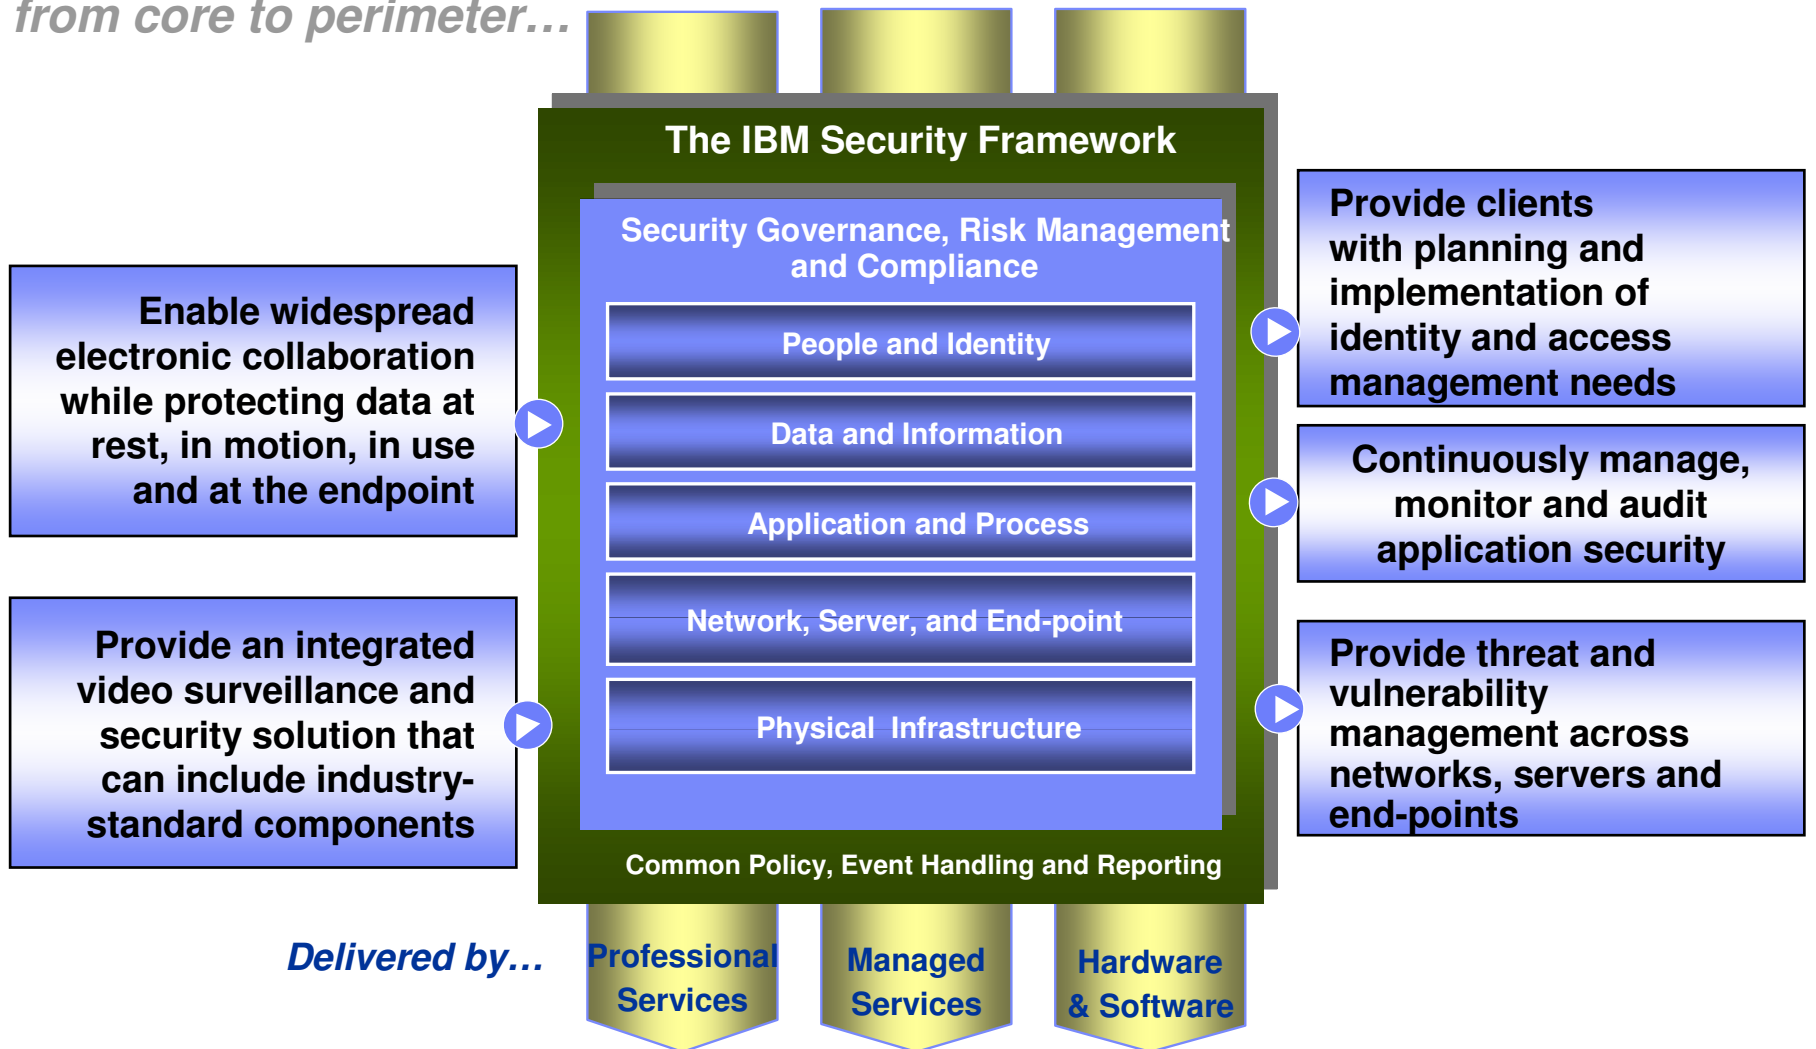 from core to perimeter…
The IBM Security Framework
Security Governance, Risk Management
and Compliance
People and Identity
Data and Information
Application and Process
Network, Server, and End-point
Physical Infrastructure
Common Policy, Event Handling and Reporting
Enable widespread
electronic collaboration
while protecting data at
rest, in motion, in use
and at the endpoint
Provide an integrated
video surveillance and
security solution that
can include industry-
standard components
Provide clients
with planning and
implementation of
identity and access
management needs
Continuously manage,
monitor and audit
application security
Provide threat and
vulnerability
management across
networks, servers and
end-points
Delivered by…
Professional
Services
Managed
Services
Hardware
& Software